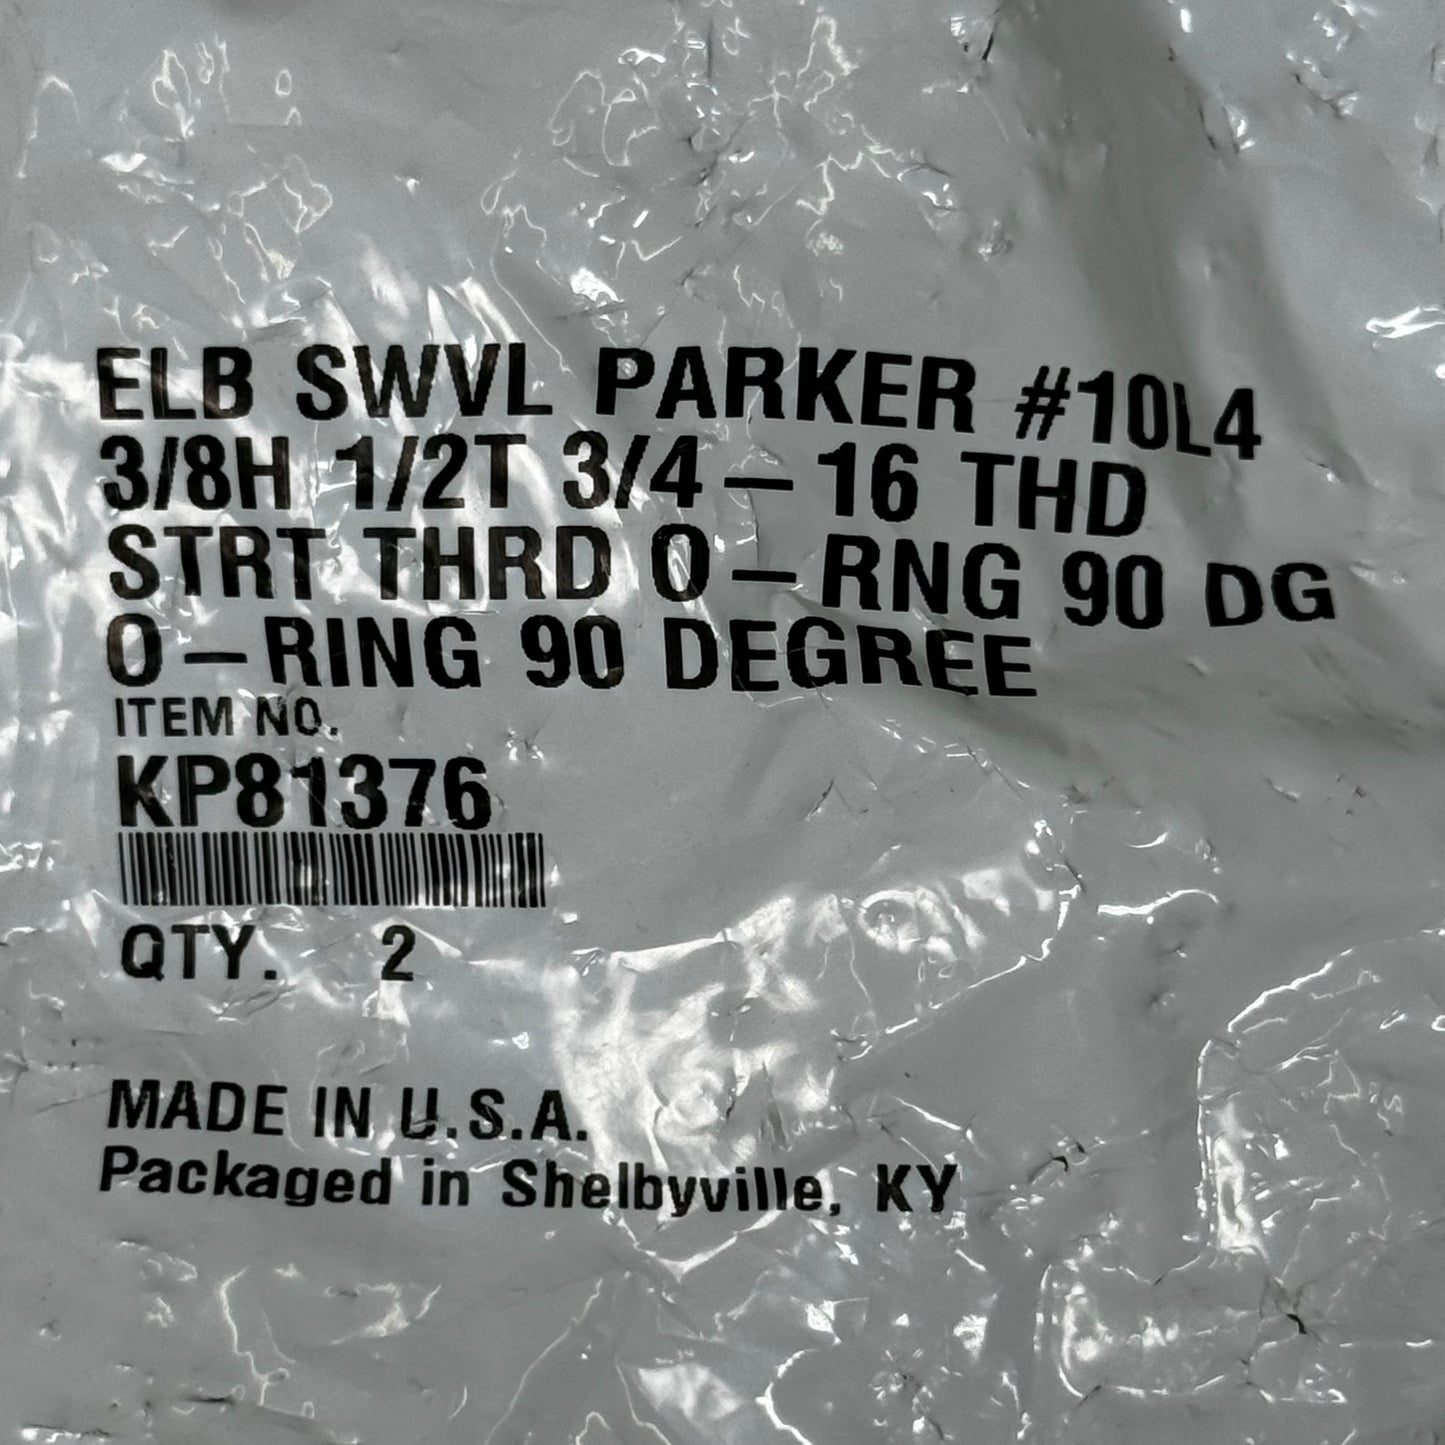 ELB SWVL PARKER #10L4
3/8H 1/2T 3/4-16 THD
STRT THRD O-RNG 90 DG
O-RING 90 DEGREE
ITEM NO.
KP81376
QTY. 2
MADE IN U.S.A.
Packaged in Shelbyville, KY